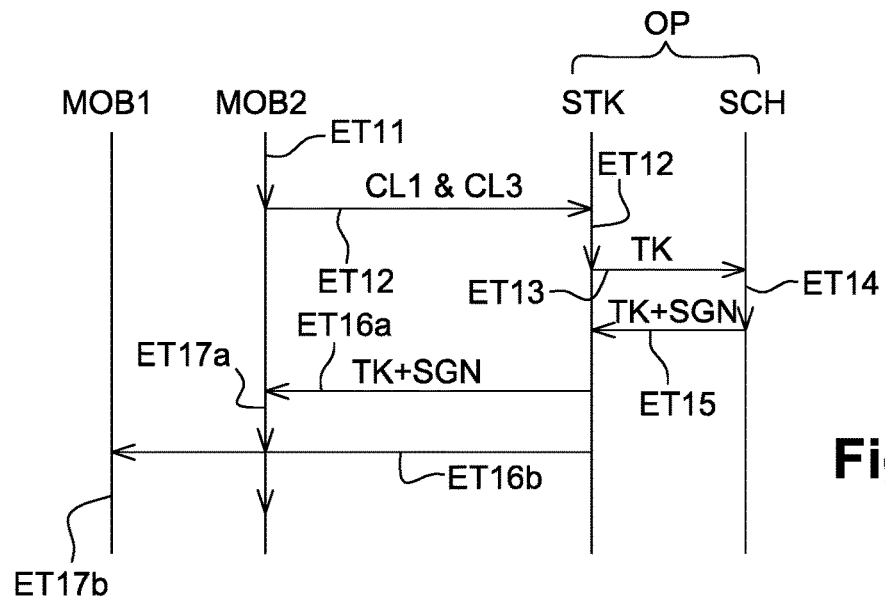 OP
MOB1 MOB2 STK SCH
ET11
CL1 & CL3
ET12
ET12
TK
ET13
ET14
TK+SGN
ET16a
ET17a
TK+SGN
ET15
ET16b
ET17b